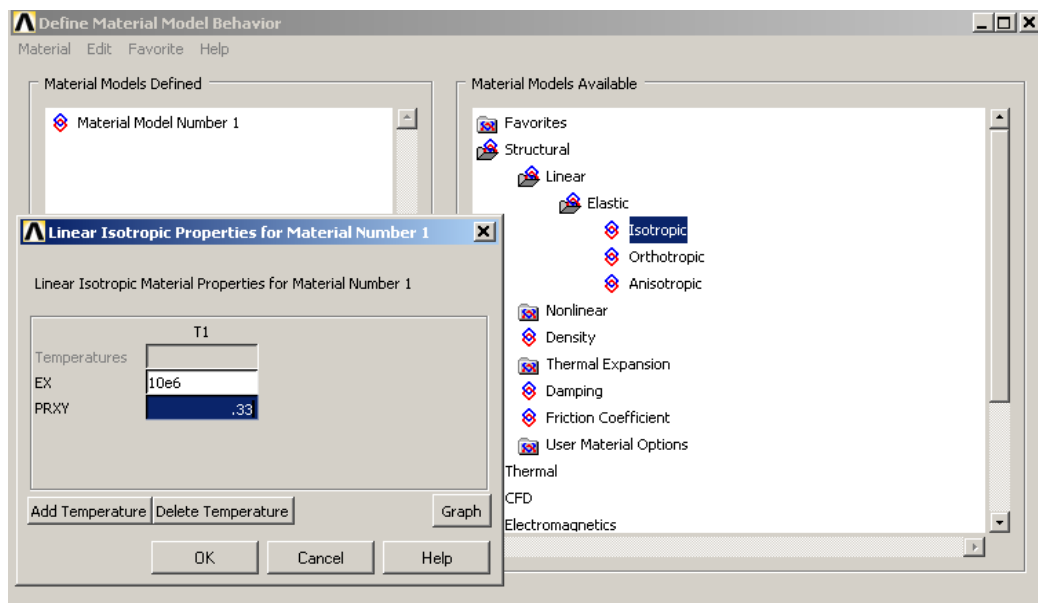 Define Material Model Behavior
Material Edit Favorite Help
Material Models Defined
Material Model Number 1
Material Models Available
Favorites
Structural
Linear
Elastic
Isotropic
Orthotropic
Anisotropic
Nonlinear
Density
Thermal Expansion
Damping
Friction Coefficient
User Material Options
Thermal
CFD
Electromagnetics
Linear Isotropic Properties for Material Number 1
Linear Isotropic Material Properties for Material Number 1
T1
Temperatures
EX 10e6
PRXY .33
Add Temperature Delete Temperature Graph
OK Cancel Help